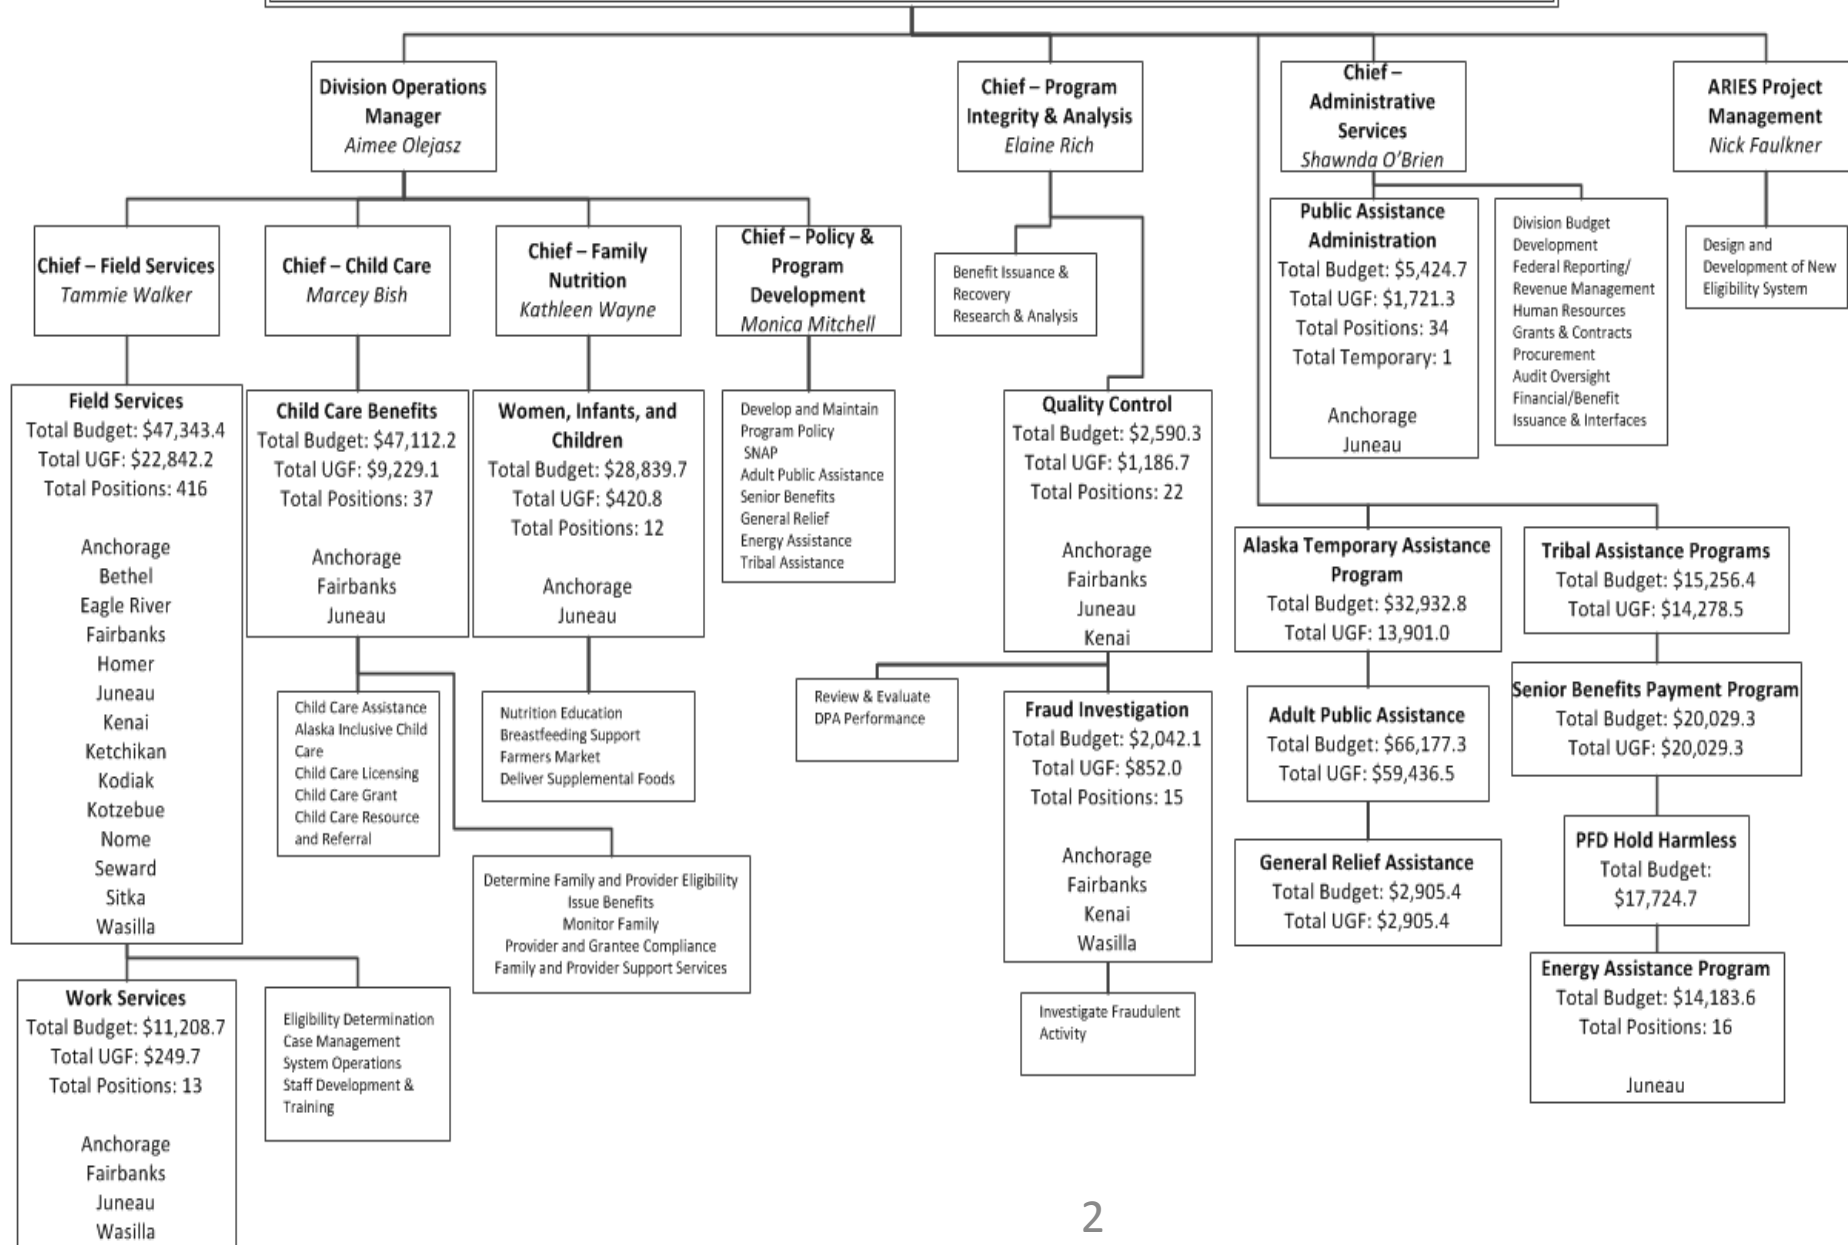 Division Operations
Manager
Aimee Olejasz
Chief – Program
Integrity & Analysis
Elaine Rich
Chief –
Administrative
Services
Shawnda O’Brien
ARIES Project
Management
Nick Faulkner
Chief – Field Services
Tammie Walker
Chief – Child Care
Marcey Bish
Chief – Family
Nutrition
Kathleen Wayne
Chief – Policy &
Program
Development
Monica Mitchell
Benefit Issuance &
Recovery
Research & Analysis
Public Assistance
Administration
Total Budget: $5,424.7
Total UGF: $1,721.3
Total Positions: 34
Total Temporary: 1
Anchorage
Juneau
Division Budget
Development
Federal Reporting/
Revenue Management
Human Resources
Grants & Contracts
Procurement
Audit Oversight
Financial/Benefit
Issuance & Interfaces
Design and
Development of New
Eligibility System
Field Services
Total Budget: $47,343.4
Total UGF: $22,842.2
Total Positions: 416
Anchorage
Bethel
Eagle River
Fairbanks
Homer
Juneau
Kenai
Ketchikan
Kodiak
Kotzebue
Nome
Seward
Sitka
Wasilla
Child Care Benefits
Total Budget: $47,112.2
Total UGF: $9,229.1
Total Positions: 37
Anchorage
Fairbanks
Juneau
Women, Infants, and
Children
Total Budget: $28,839.7
Total UGF: $420.8
Total Positions: 12
Anchorage
Juneau
Develop and Maintain
Program Policy
SNAP
Adult Public Assistance
Senior Benefits
General Relief
Energy Assistance
Tribal Assistance
Quality Control
Total Budget: $2,590.3
Total UGF: $1,186.7
Total Positions: 22
Anchorage
Fairbanks
Juneau
Kenai
Alaska Temporary Assistance
Program
Total Budget: $32,932.8
Total UGF: 13,901.0
Tribal Assistance Programs
Total Budget: $15,256.4
Total UGF: $14,278.5
Child Care Assistance
Alaska Inclusive Child
Care
Child Care Licensing
Child Care Grant
Child Care Resource
and Referral
Nutrition Education
Breastfeeding Support
Farmers Market
Deliver Supplemental Foods
Review & Evaluate
DPA Performance
Fraud Investigation
Total Budget: $2,042.1
Total UGF: $852.0
Total Positions: 15
Anchorage
Fairbanks
Kenai
Wasilla
Adult Public Assistance
Total Budget: $66,177.3
Total UGF: $59,436.5
Senior Benefits Payment Program
Total Budget: $20,029.3
Total UGF: $20,029.3
General Relief Assistance
Total Budget: $2,905.4
Total UGF: $2,905.4
PFD Hold Harmless
Total Budget:
$17,724.7
Determine Family and Provider Eligibility
Issue Benefits
Monitor Family
Provider and Grantee Compliance
Family and Provider Support Services
Work Services
Total Budget: $11,208.7
Total UGF: $249.7
Total Positions: 13
Anchorage
Fairbanks
Juneau
Wasilla
Eligibility Determination
Case Management
System Operations
Staff Development &
Training
Investigate Fraudulent
Activity
Energy Assistance Program
Total Budget: $14,183.6
Total Positions: 16
Juneau
2